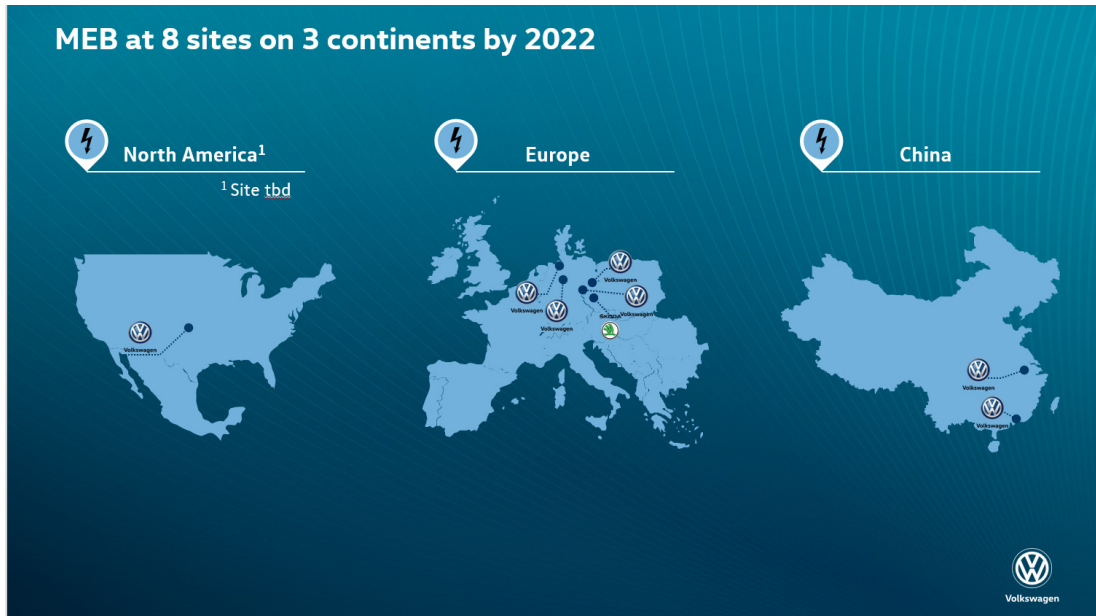 MEB at 8 sites on 3 continents by 2022
North America¹
¹ Site tbd
Europe
China
Volkswagen
Volkswagen
Volkswagen
Volkswagen
Volkswagen
ŠKODA
Volkswagen
Volkswagen
Volkswagen